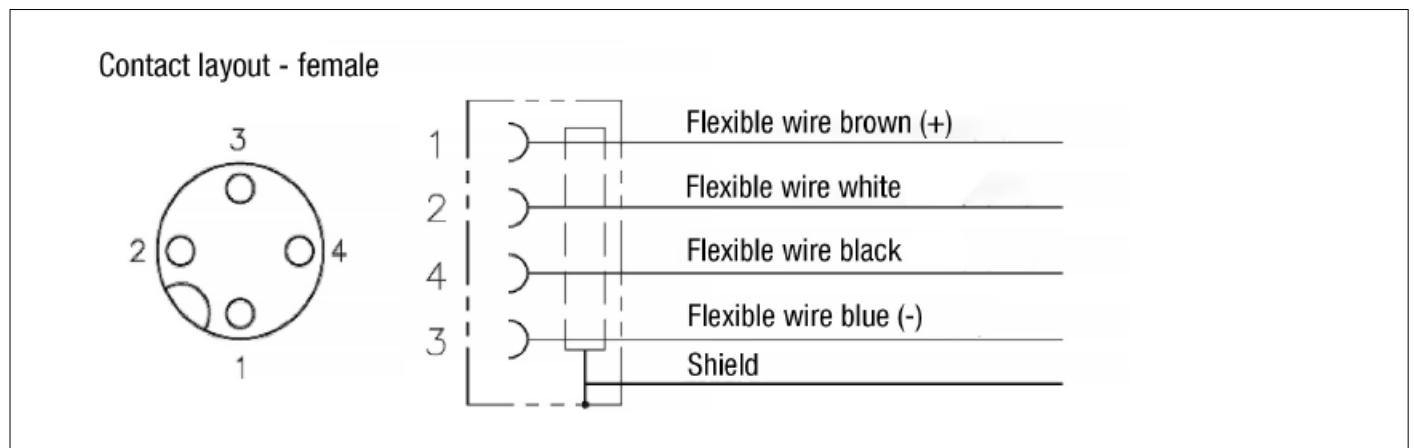 Contact layout - female
3
2
4
1
1 Flexible wire brown (+)
2 Flexible wire white
4 Flexible wire black
3 Flexible wire blue (-)
Shield